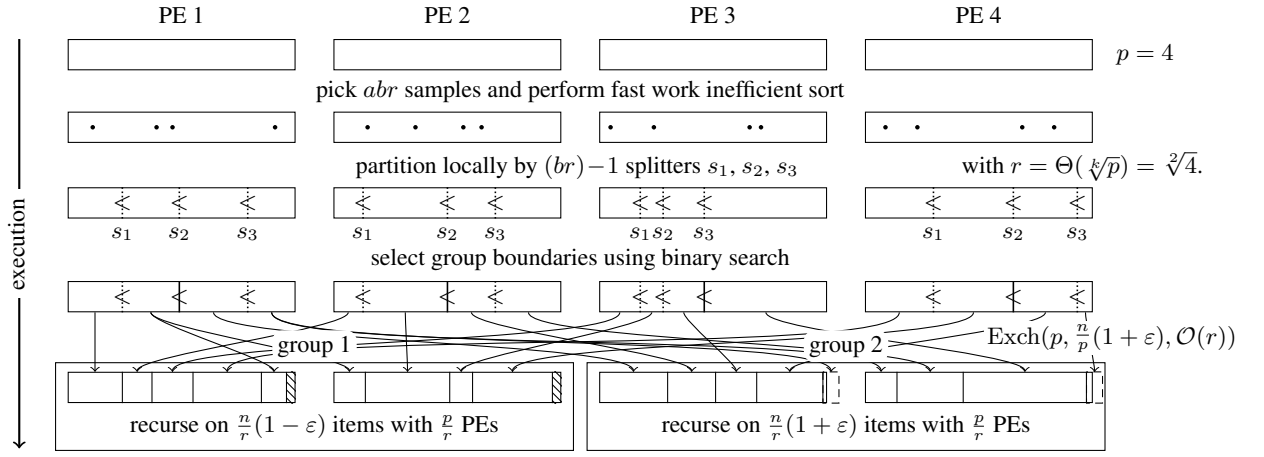 PE 1 PE 2 PE 3 PE 4
p = 4
pick abr samples and perform fast work inefficient sort
partition locally by (br)−1 splitters s₁, s₂, s₃ with r = Θ(ᵏ√p) = ²√4.
< < < < < < < < < < < <
s₁ s₂ s₃ s₁ s₂ s₃ s₁ s₂ s₃ s₁ s₂ s₃
execution
select group boundaries using binary search
< < < < < < < < < < < <
group 1 group 2 Exch(p, n/p(1 + ε), O(r))
recurse on n/r(1 − ε) items with p/r PEs recurse on n/r(1 + ε) items with p/r PEs